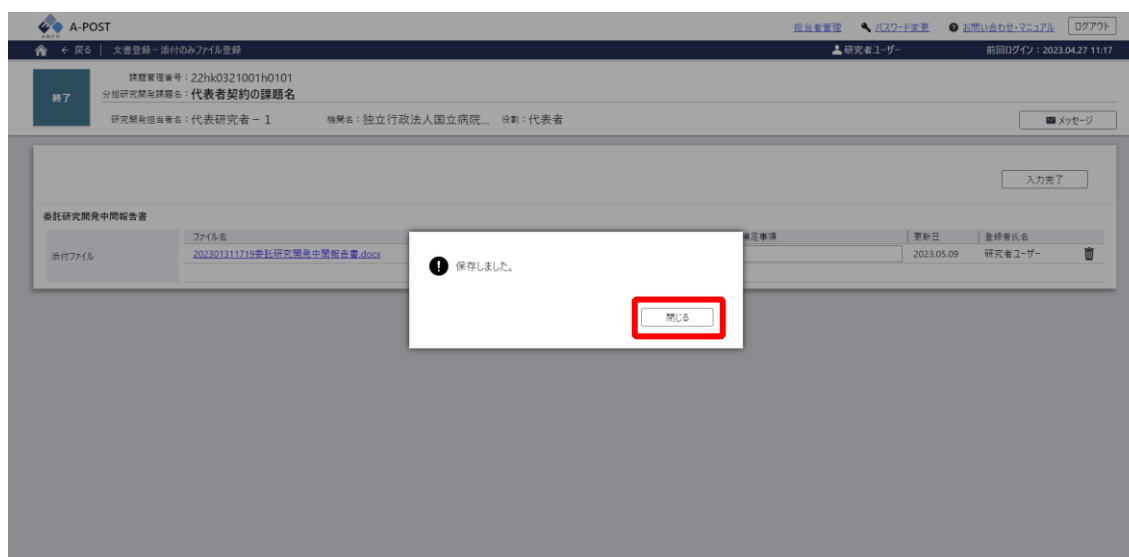 AMED A-POST 担当者管理 パスワード変更 お問い合わせ・マニュアル ログアウト
← 戻る | 文書登録－添付のみファイル登録 研究者ユーザー 前回ログイン：2023.04.27 11:17
終了
課題管理番号：22hk0321001h0101
分担研究開発課題名：代表者契約の課題名
研究開発担当者名：代表研究者－１ 機関名：独立行政法人国立病院... 役割：代表者 メッセージ
入力完了
委託研究開発中間報告書
ファイル名 補足事項 更新日 登録者氏名
添付ファイル 202301311719委託研究開発中間報告書.docx 2023.05.09 研究者ユーザー
保存しました。
閉じる